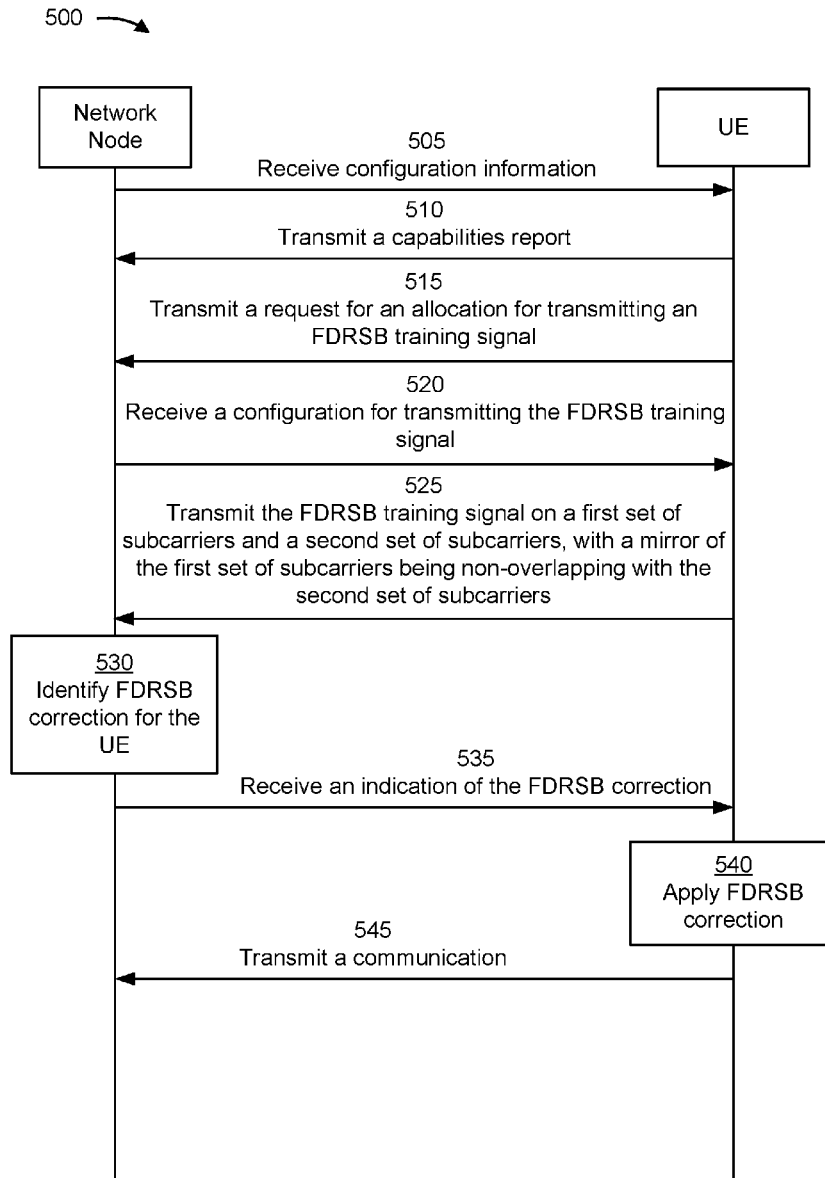 500
Network
Node
UE
505
Receive configuration information
510
Transmit a capabilities report
515
Transmit a request for an allocation for transmitting an
FDRSB training signal
520
Receive a configuration for transmitting the FDRSB training
signal
525
Transmit the FDRSB training signal on a first set of
subcarriers and a second set of subcarriers, with a mirror of
the first set of subcarriers being non-overlapping with the
second set of subcarriers
530
Identify FDRSB
correction for the
UE
535
Receive an indication of the FDRSB correction
540
Apply FDRSB
correction
545
Transmit a communication